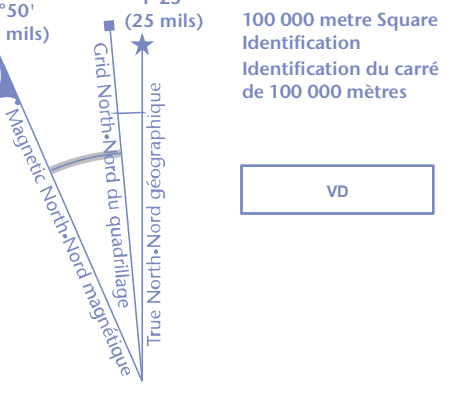 °50'
mils)
(25 mils)
Magnetic North•Nord magnétique
Grid North•Nord du quadrillage
True North•Nord géographique
100 000 metre Square
Identification
Identification du carré
de 100 000 mètres
VD